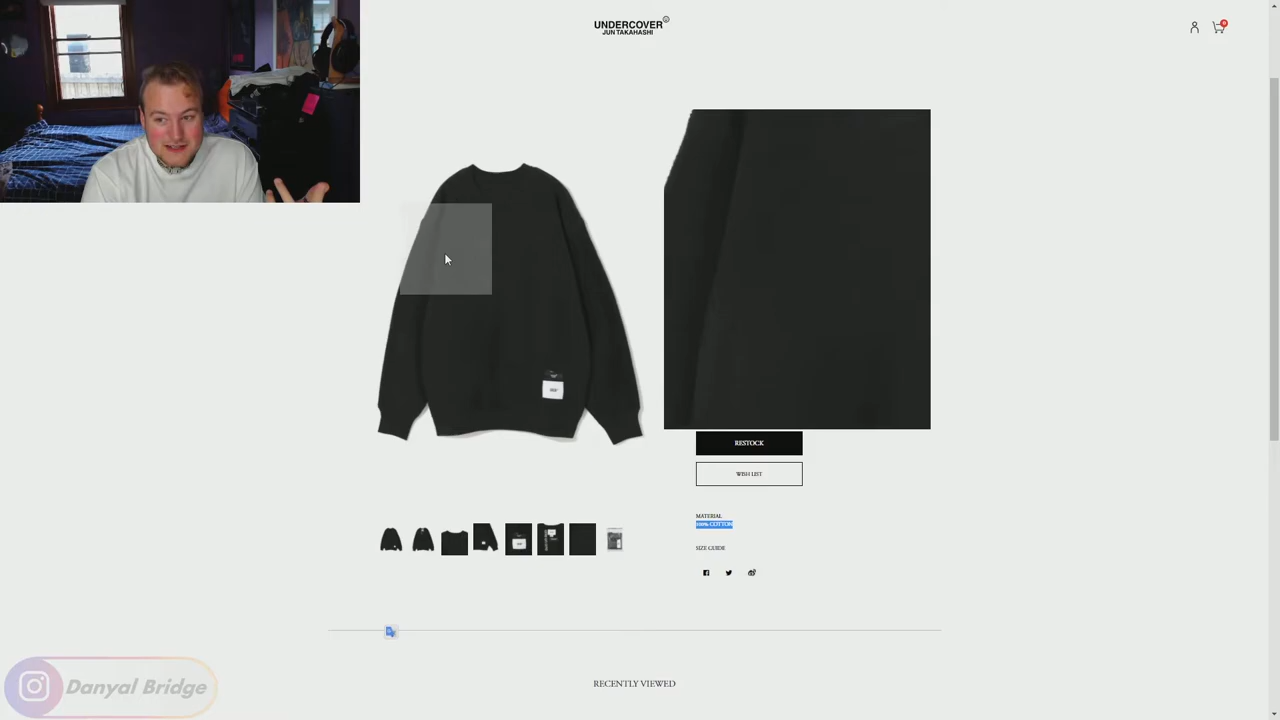 UNDERCOVER
JUN TAKAHASHI
RESTOCK
WISH LIST
MATERIAL
100% COTTON
SIZE GUIDE
RECENTLY VIEWED
Danyal Bridge